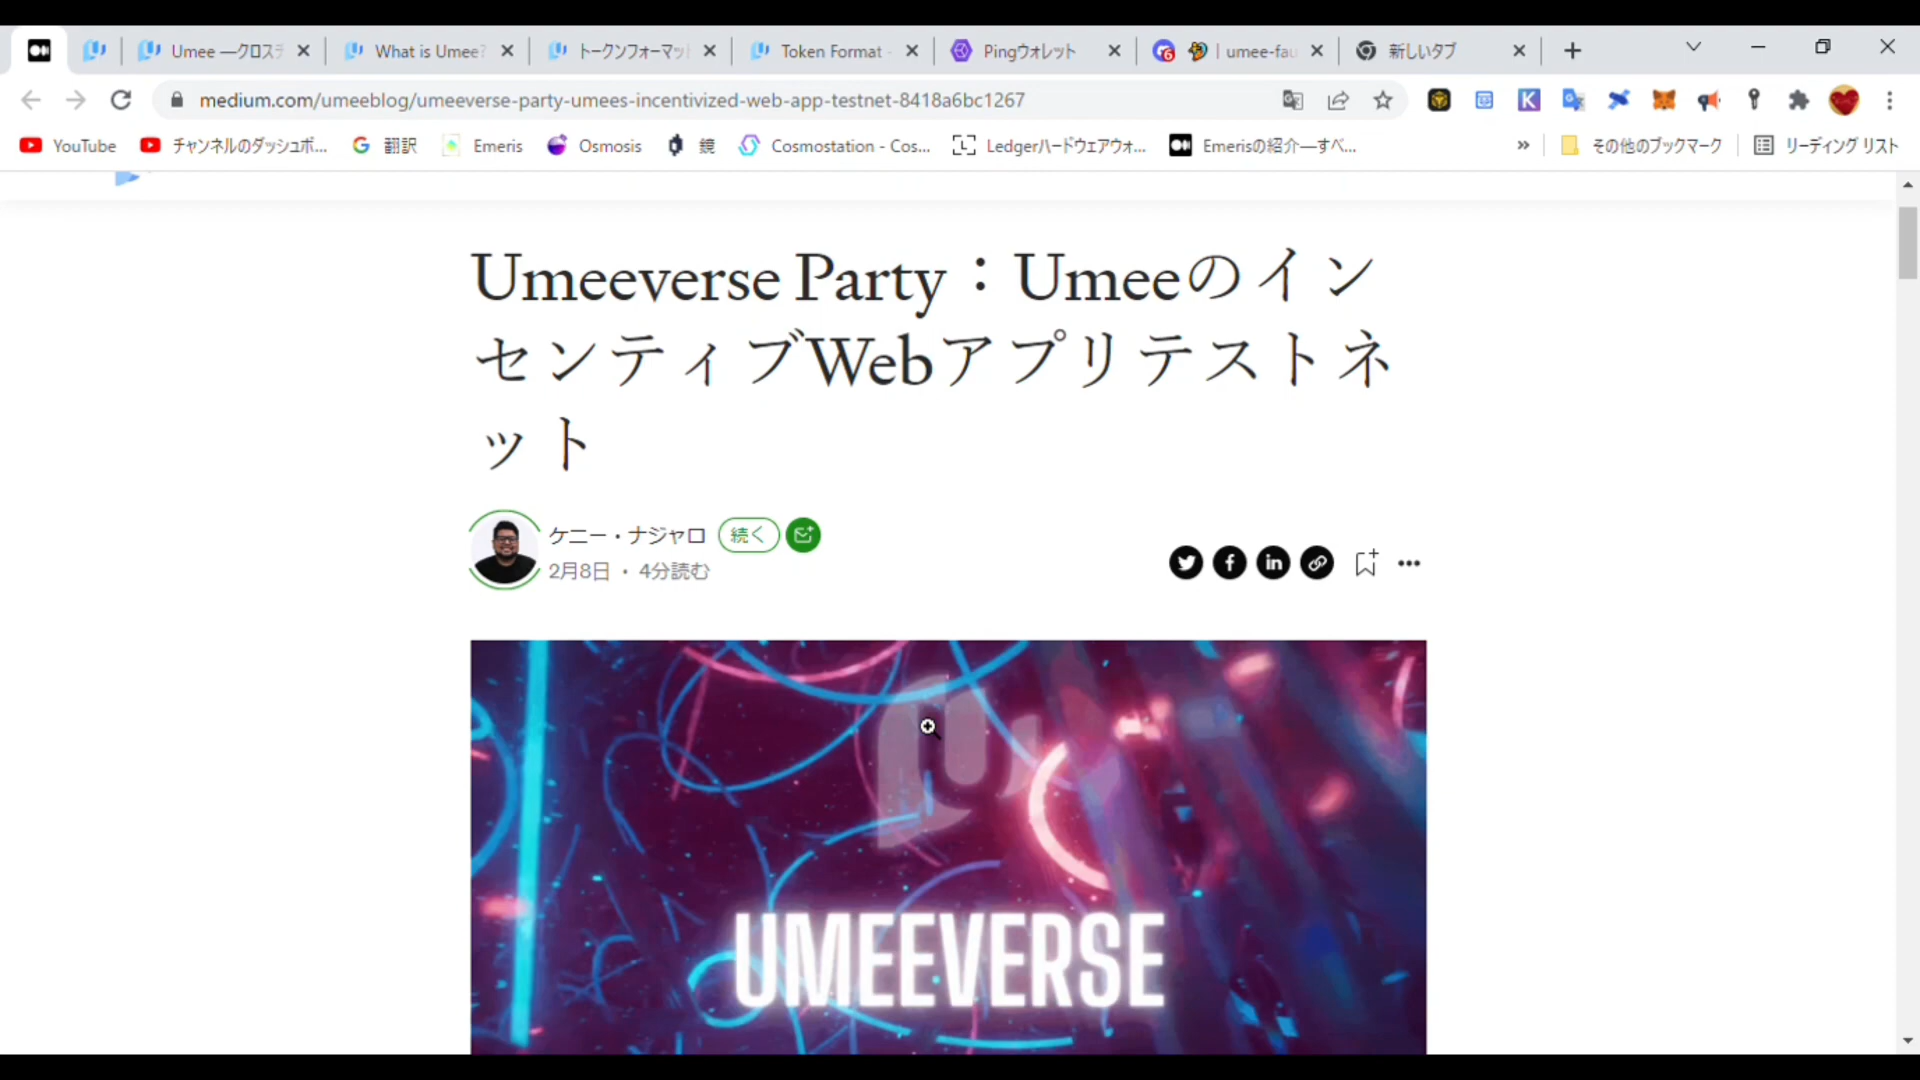 Umee —クロスチ
What is Umee?
トークンフォーマット
Token Format -
Pingウォレット
| umee-fau
新しいタブ
medium.com/umeeblog/umeeverse-party-umees-incentivized-web-app-testnet-8418a6bc1267
YouTube
チャンネルのダッシュボ...
翻訳
Emeris
Osmosis
鏡
Cosmostation - Cos...
Ledgerハードウェアウォ...
Emerisの紹介—すべ...
»
その他のブックマーク
リーディング リスト
Umeeverse Party：Umeeのイン
センティブWebアプリテストネ
ット
ケニー・ナジャロ 続く
2月8日 · 4分読む
UMEEVERSE